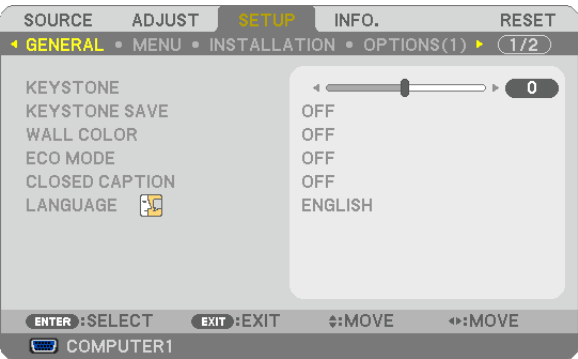 SOURCE ADJUST SETUP INFO. RESET
GENERAL • MENU • INSTALLATION • OPTIONS(1) 1/2
KEYSTONE 0
KEYSTONE SAVE OFF
WALL COLOR OFF
ECO MODE OFF
CLOSED CAPTION OFF
LANGUAGE ENGLISH
ENTER :SELECT EXIT :EXIT :MOVE :MOVE
COMPUTER1